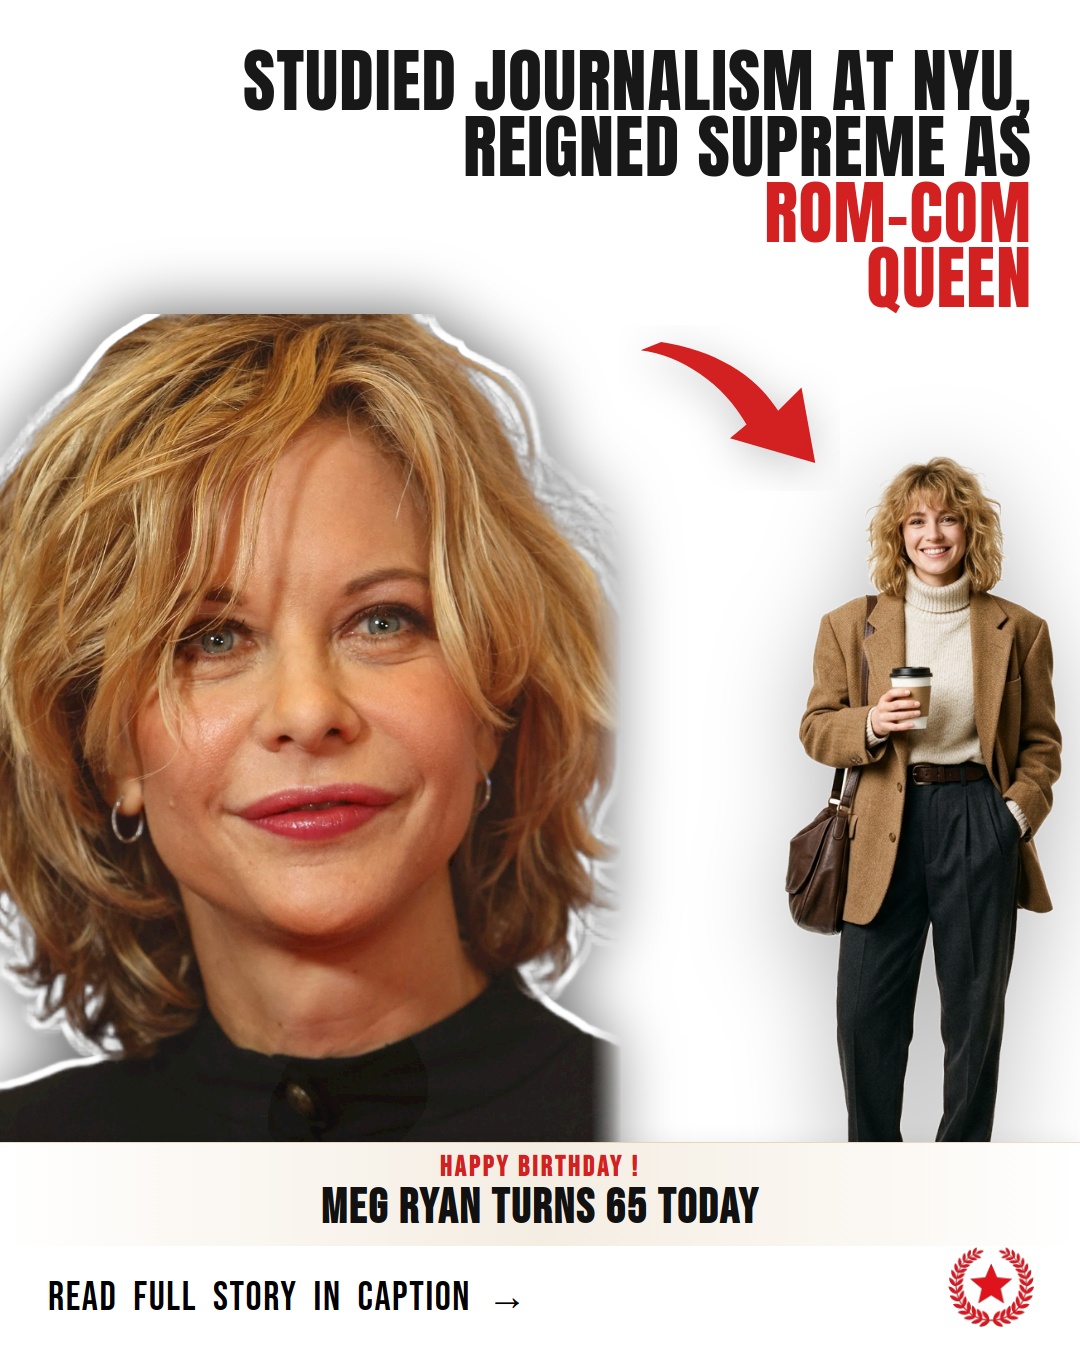 STUDIED JOURNALISM AT NYU,
REIGNED SUPREME AS
ROM-COM
QUEEN
HAPPY BIRTHDAY !
MEG RYAN TURNS 65 TODAY
READ FULL STORY IN CAPTION →